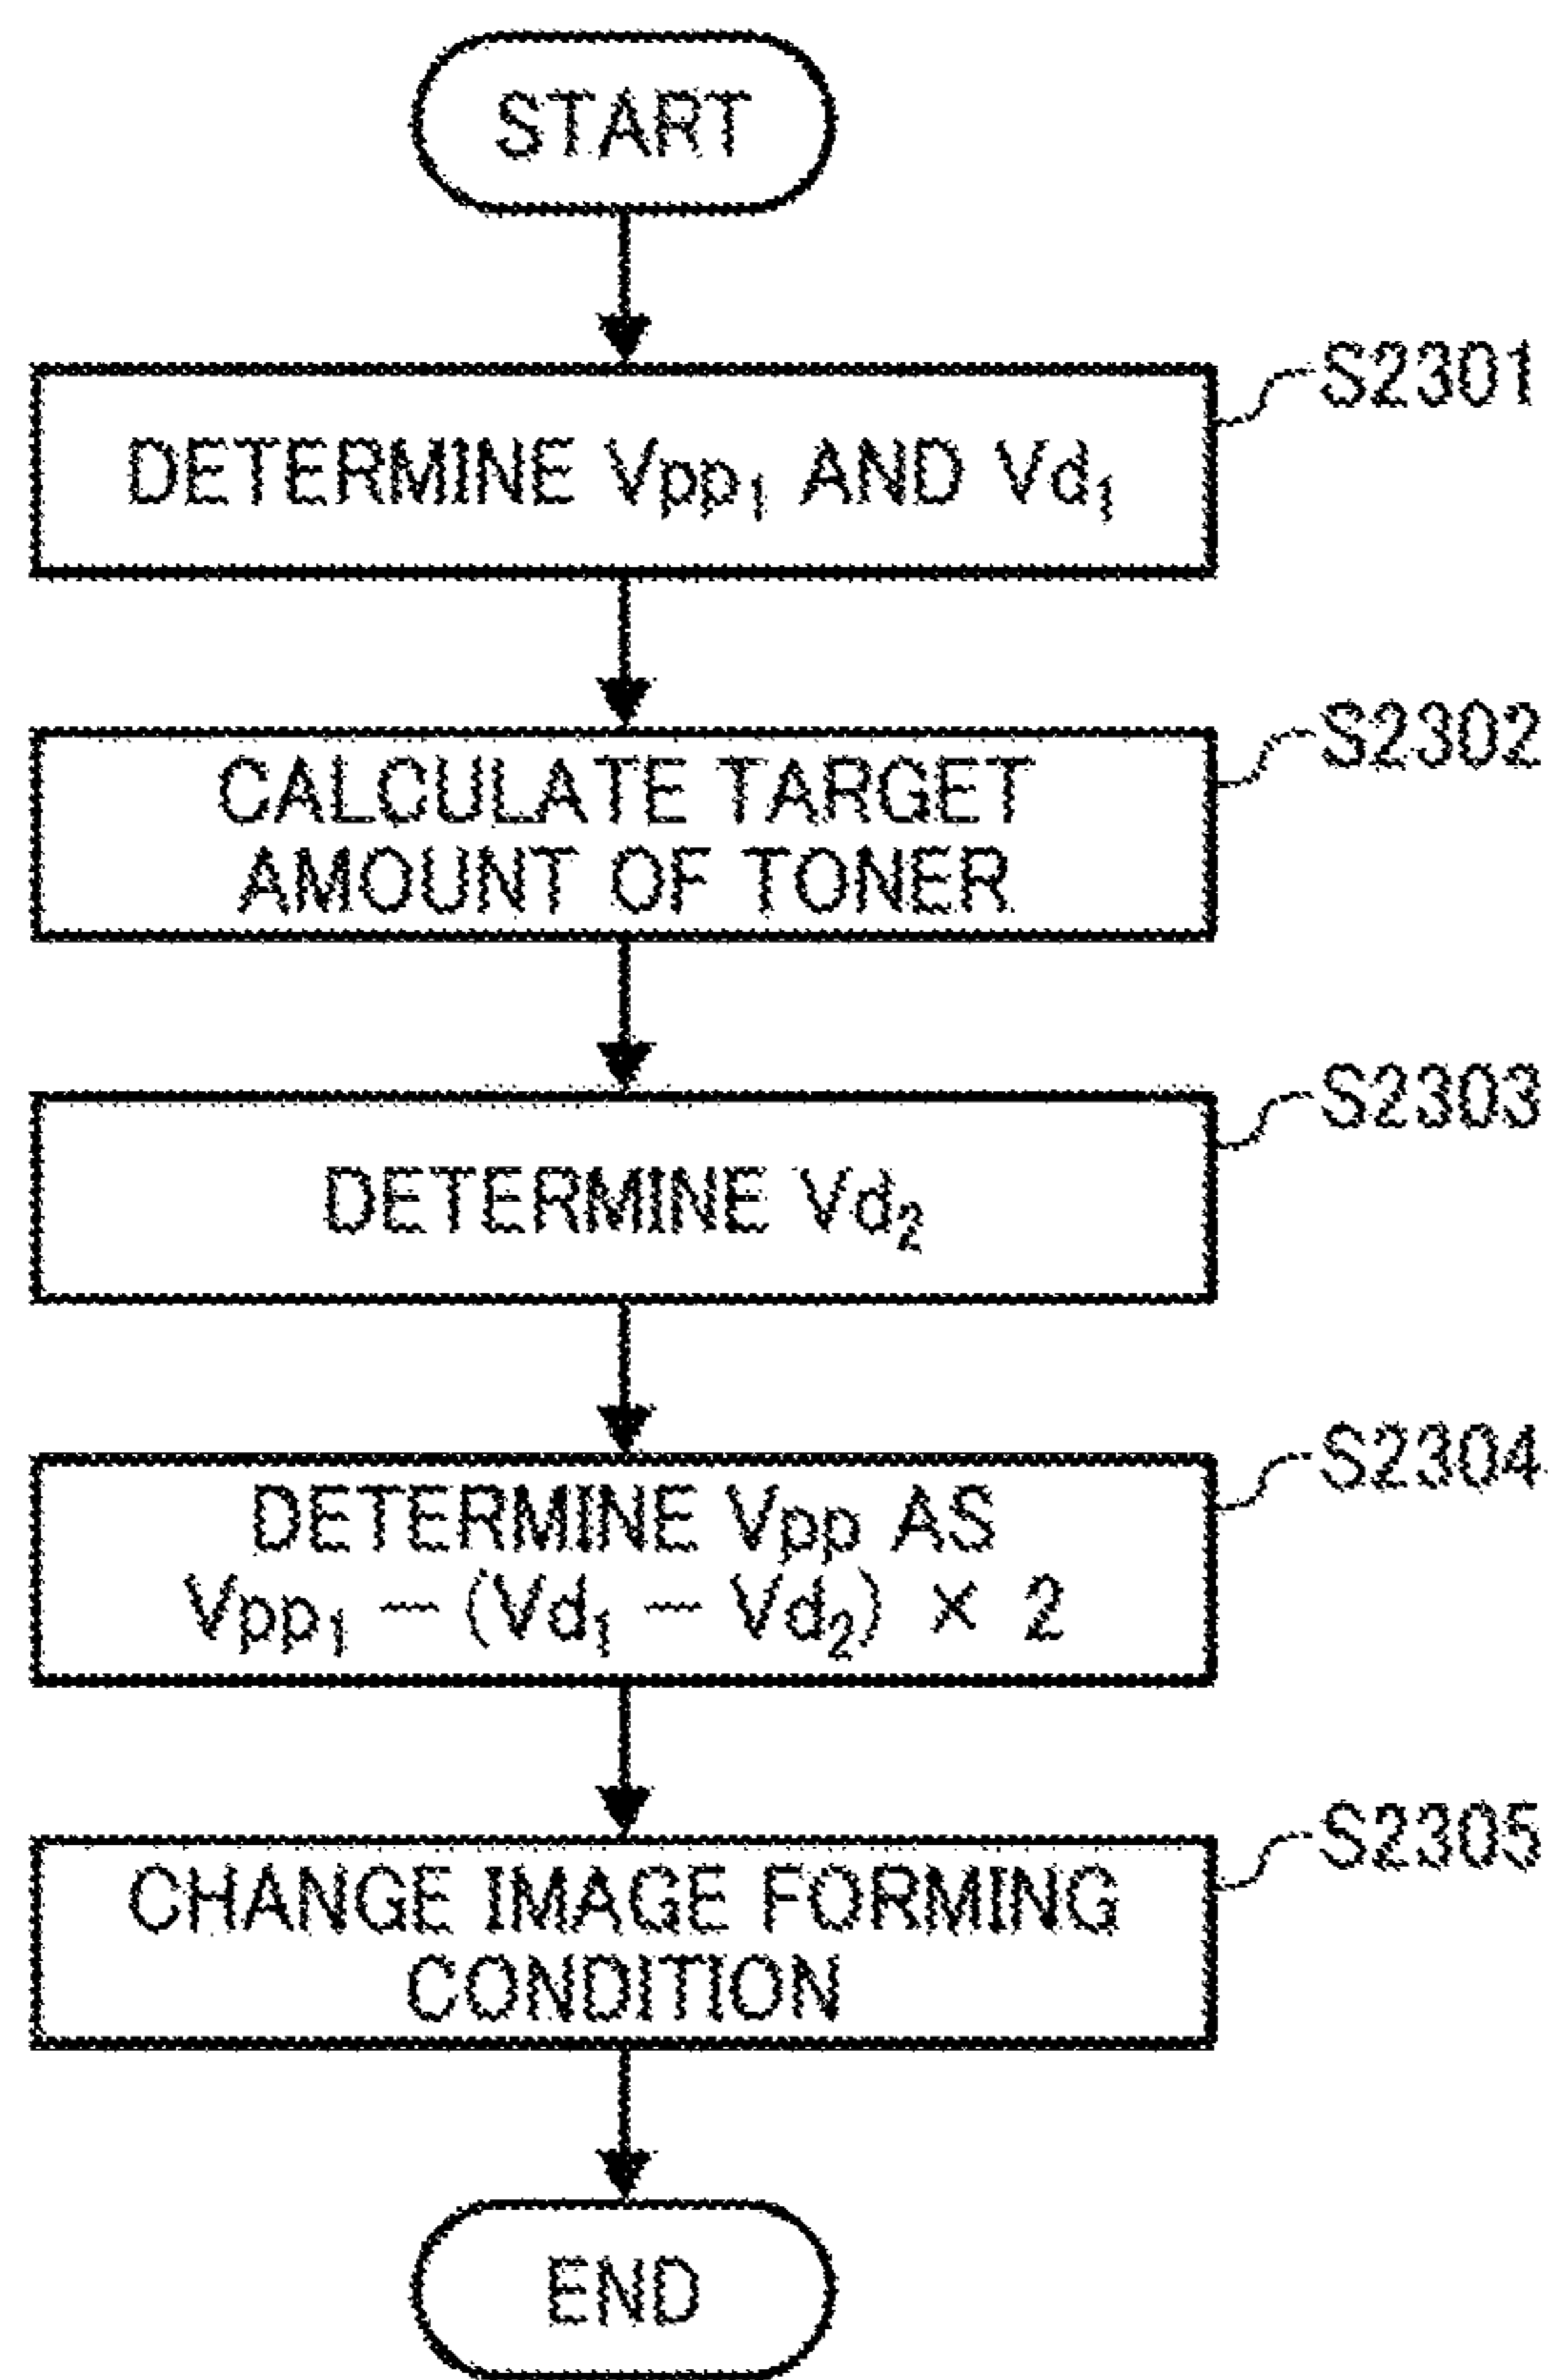 START
S2301
DETERMINE Vpp₁ AND Vd₁
S2302
CALCULATE TARGET
AMOUNT OF TONER
S2303
DETERMINE Vd₂
S2304
DETERMINE Vpp AS
Vpp₁ − (Vd₁ − Vd₂) × 2
S2305
CHANGE IMAGE FORMING
CONDITION
END